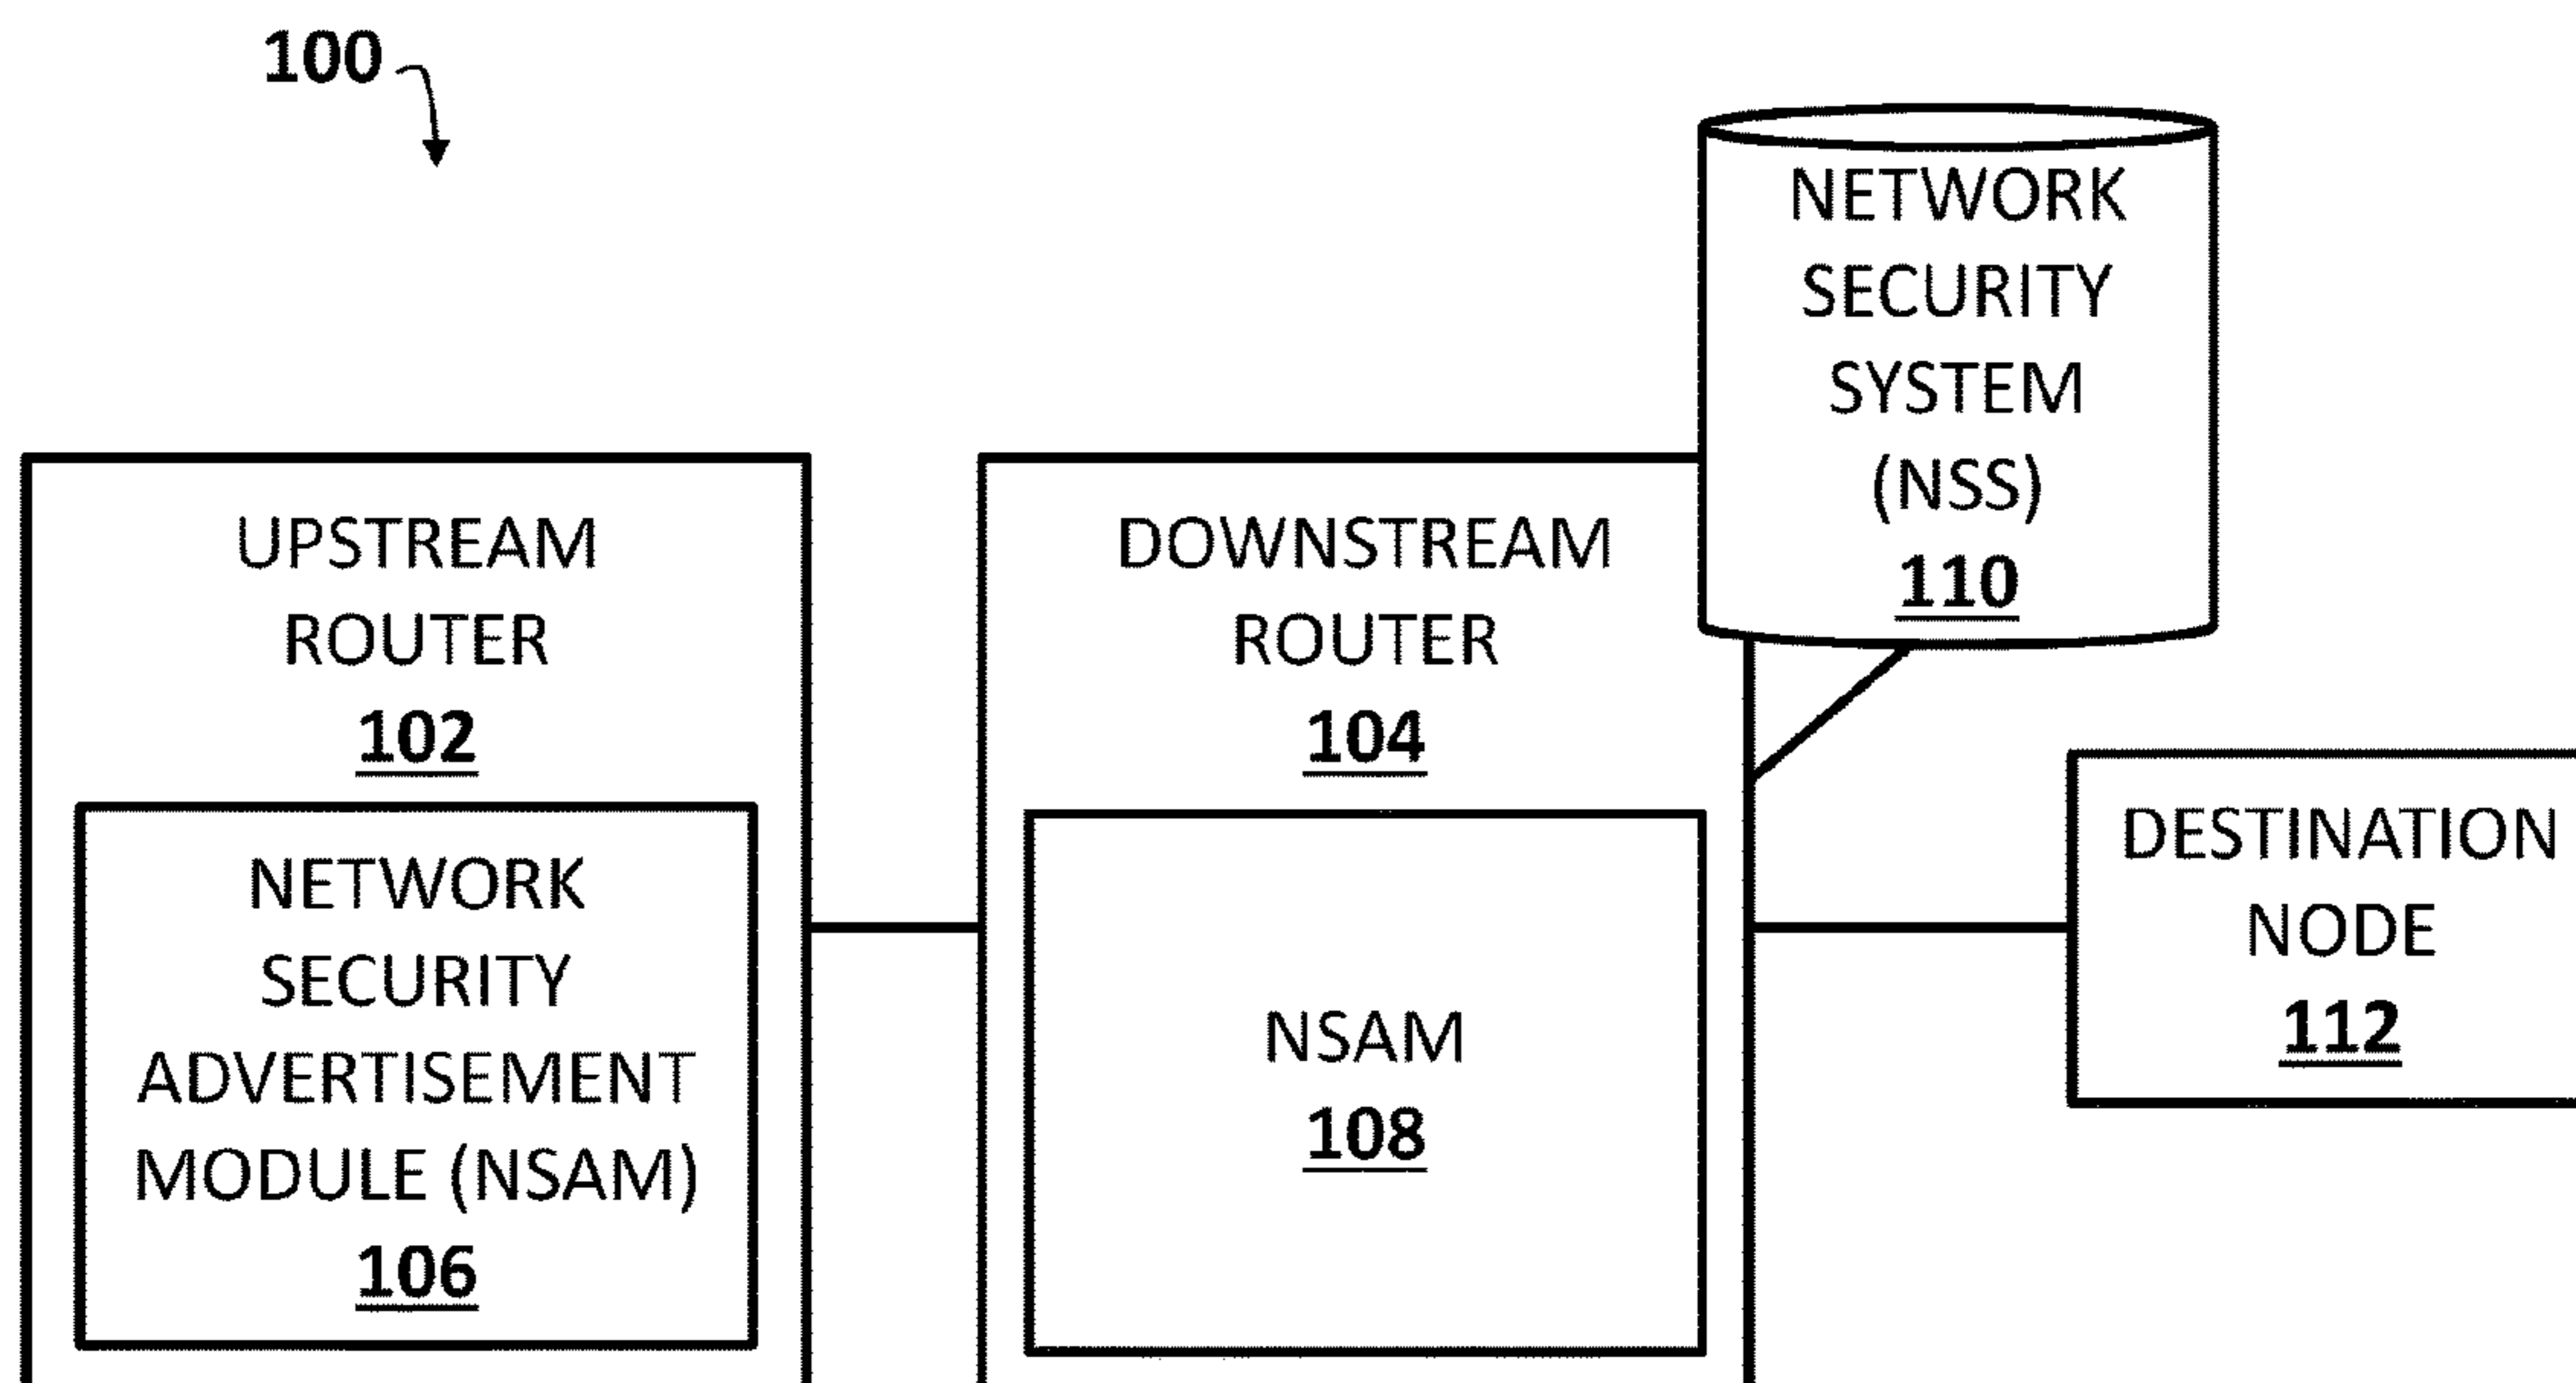 100
NETWORK
SECURITY
SYSTEM
(NSS)
110
UPSTREAM
ROUTER
102
NETWORK
SECURITY
ADVERTISEMENT
MODULE (NSAM)
106
DOWNSTREAM
ROUTER
104
NSAM
108
DESTINATION
NODE
112